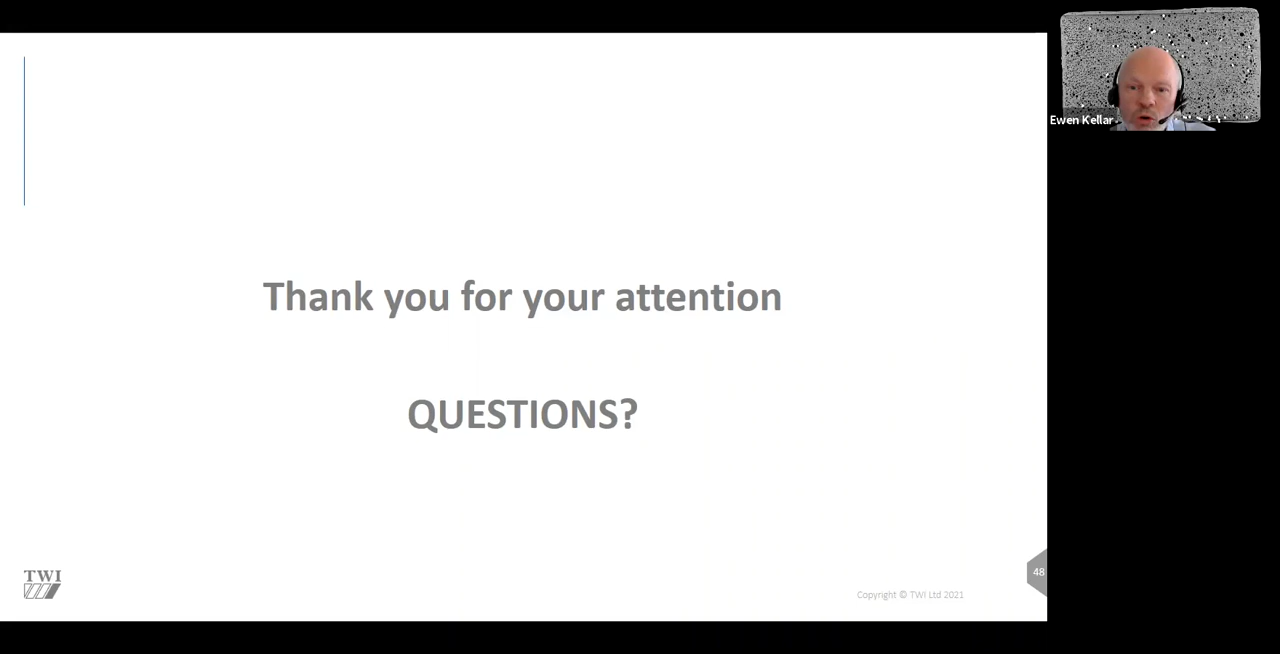 Ewen Kellar
Thank you for your attention
QUESTIONS?
TWI
48
Copyright © TWI Ltd 2021